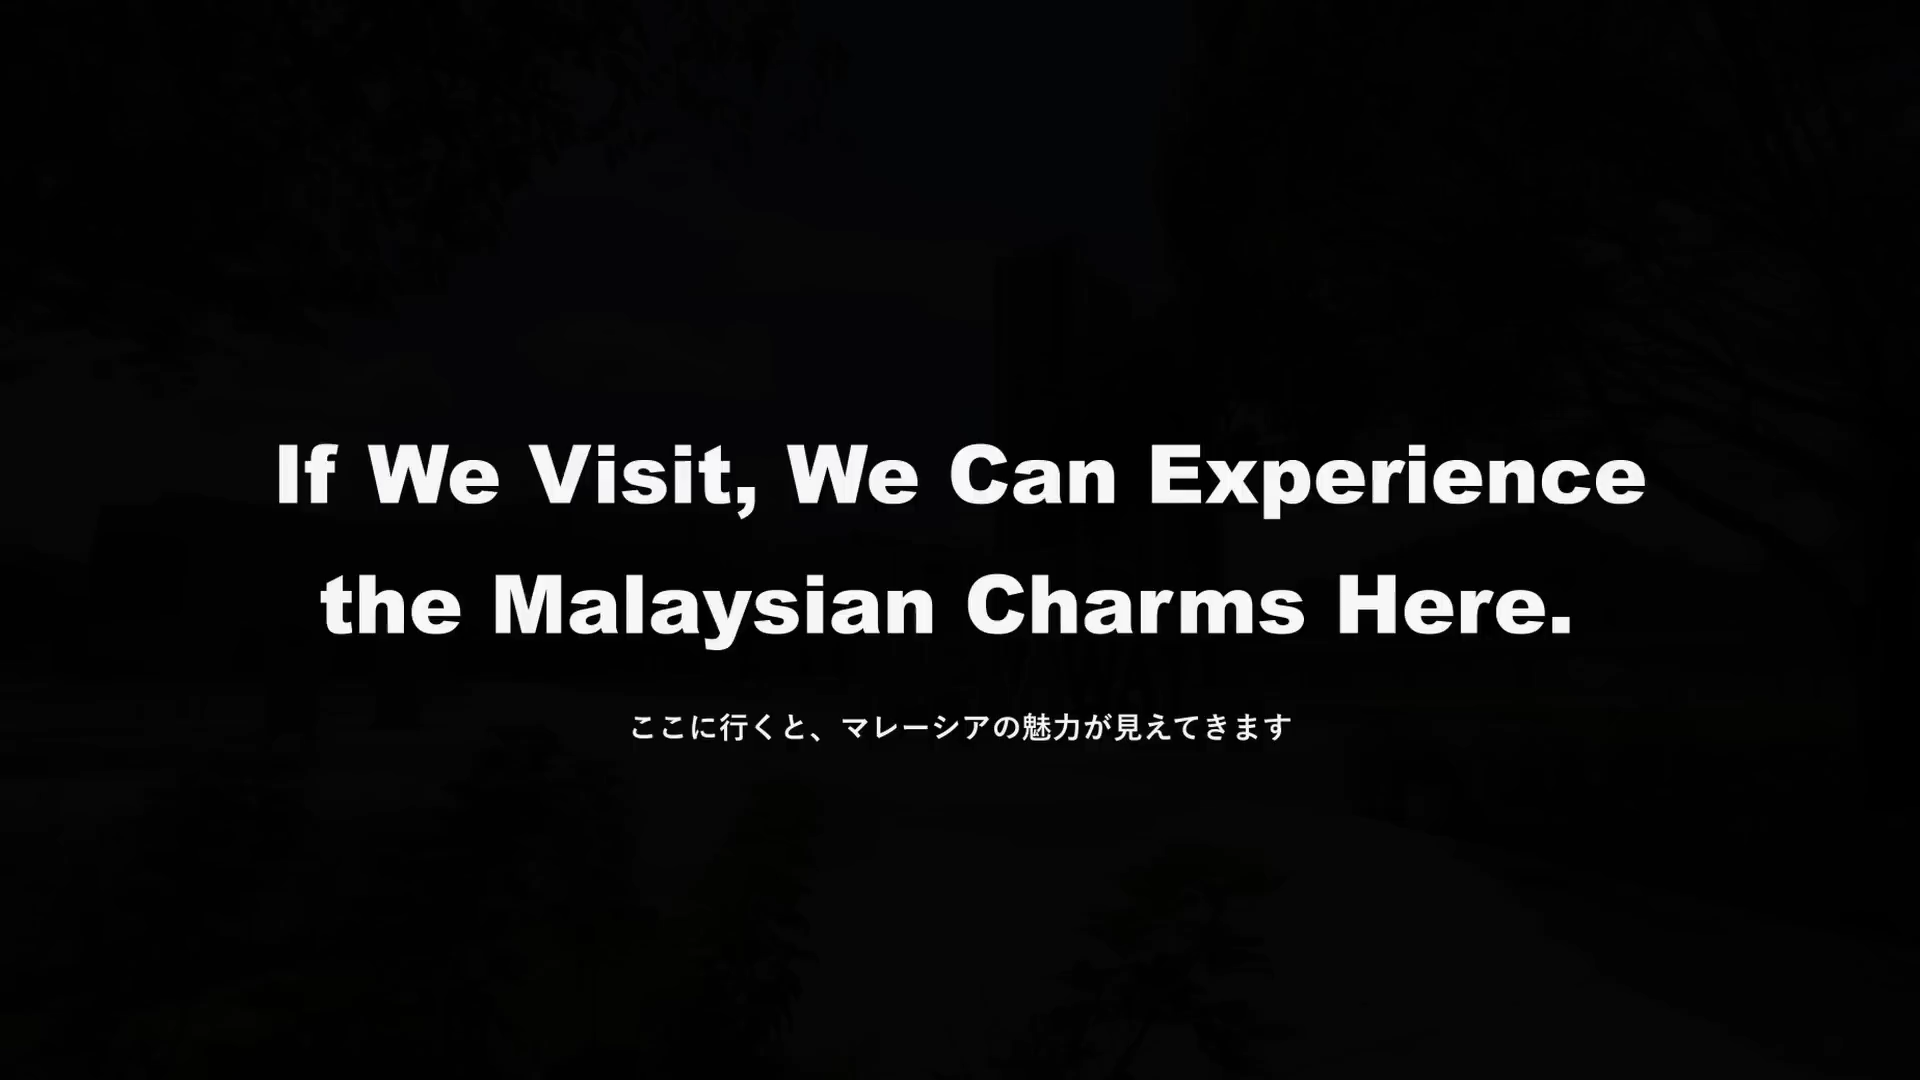 If We Visit, We Can Experience
the Malaysian Charms Here.
ここに行くと、マレーシアの魅力が見えてきます